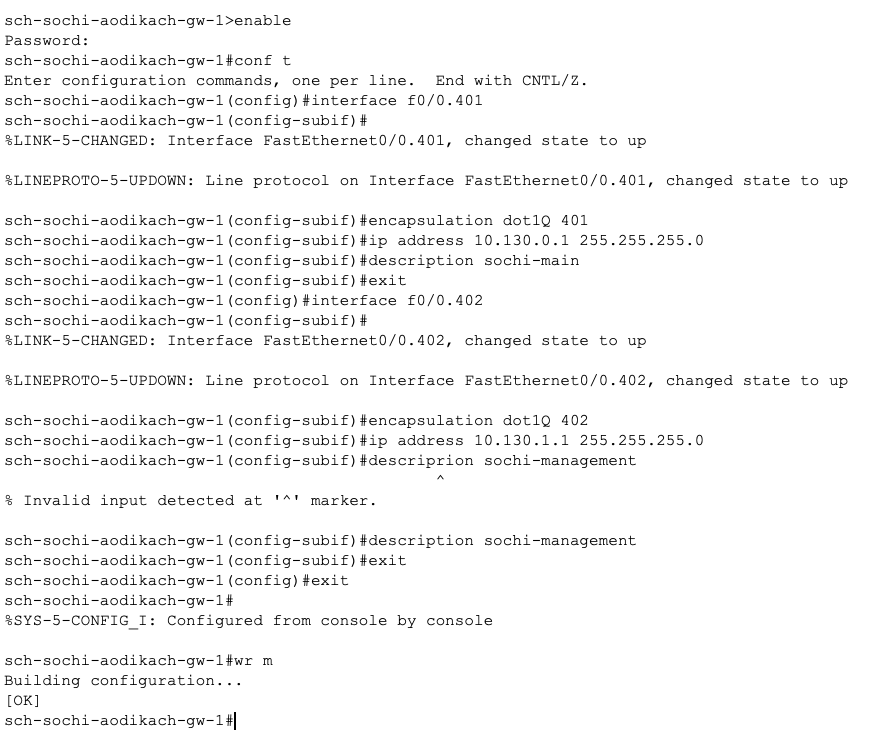 sch-sochi-aodikach-gw-1>enable
Password:
sch-sochi-aodikach-gw-1#conf t
Enter configuration commands, one per line.  End with CNTL/Z.
sch-sochi-aodikach-gw-1(config)#interface f0/0.401
sch-sochi-aodikach-gw-1(config-subif)#
%LINK-5-CHANGED: Interface FastEthernet0/0.401, changed state to up

%LINEPROTO-5-UPDOWN: Line protocol on Interface FastEthernet0/0.401, changed state to up

sch-sochi-aodikach-gw-1(config-subif)#encapsulation dot1Q 401
sch-sochi-aodikach-gw-1(config-subif)#ip address 10.130.0.1 255.255.255.0
sch-sochi-aodikach-gw-1(config-subif)#description sochi-main
sch-sochi-aodikach-gw-1(config-subif)#exit
sch-sochi-aodikach-gw-1(config)#interface f0/0.402
sch-sochi-aodikach-gw-1(config-subif)#
%LINK-5-CHANGED: Interface FastEthernet0/0.402, changed state to up

%LINEPROTO-5-UPDOWN: Line protocol on Interface FastEthernet0/0.402, changed state to up

sch-sochi-aodikach-gw-1(config-subif)#encapsulation dot1Q 402
sch-sochi-aodikach-gw-1(config-subif)#ip address 10.130.1.1 255.255.255.0
sch-sochi-aodikach-gw-1(config-subif)#descriprion sochi-management
                                               ^
% Invalid input detected at '^' marker.

sch-sochi-aodikach-gw-1(config-subif)#description sochi-management
sch-sochi-aodikach-gw-1(config-subif)#exit
sch-sochi-aodikach-gw-1(config)#exit
sch-sochi-aodikach-gw-1#
%SYS-5-CONFIG_I: Configured from console by console

sch-sochi-aodikach-gw-1#wr m
Building configuration...
[OK]
sch-sochi-aodikach-gw-1#